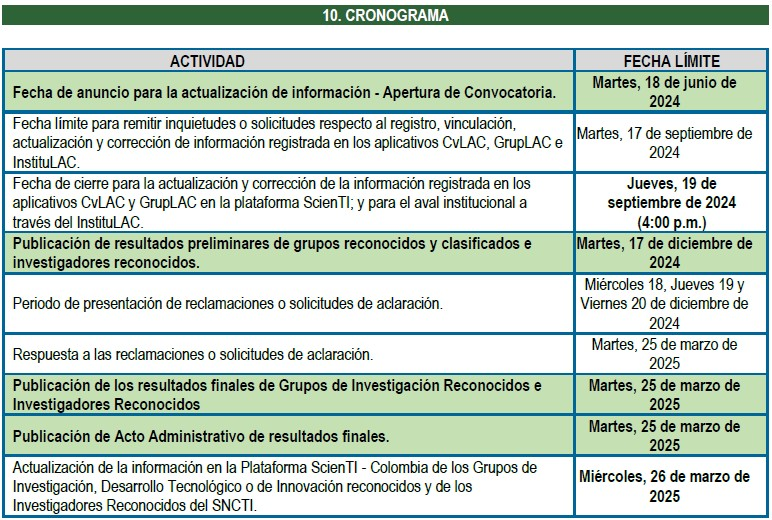 10. CRONOGRAMA
ACTIVIDAD
FECHA LÍMITE
Fecha de anuncio para la actualización de información - Apertura de Convocatoria.
Martes, 18 de junio de
2024
Fecha límite para remitir inquietudes o solicitudes respecto al registro, vinculación,
actualización y corrección de información registrada en los aplicativos CvLAC, GrupLAC e
InstituLAC.
Martes, 17 de septiembre de
2024
Fecha de cierre para la actualización y corrección de la información registrada en los
aplicativos CvLAC y GrupLAC en la plataforma ScienTI; y para el aval institucional a
través del InstituLAC.
Jueves, 19 de
septiembre de 2024
(4:00 p.m.)
Publicación de resultados preliminares de grupos reconocidos y clasificados e
investigadores reconocidos.
Martes, 17 de diciembre de
2024
Periodo de presentación de reclamaciones o solicitudes de aclaración.
Miércoles 18, Jueves 19 y
Viernes 20 de diciembre de
2024
Respuesta a las reclamaciones o solicitudes de aclaración.
Martes, 25 de marzo de
2025
Publicación de los resultados finales de Grupos de Investigación Reconocidos e
Investigadores Reconocidos
Martes, 25 de marzo de
2025
Publicación de Acto Administrativo de resultados finales.
Martes, 25 de marzo de
2025
Actualización de la información en la Plataforma ScienTI - Colombia de los Grupos de
Investigación, Desarrollo Tecnológico o de Innovación reconocidos y de los
Investigadores Reconocidos del SNCTI.
Miércoles, 26 de marzo de
2025